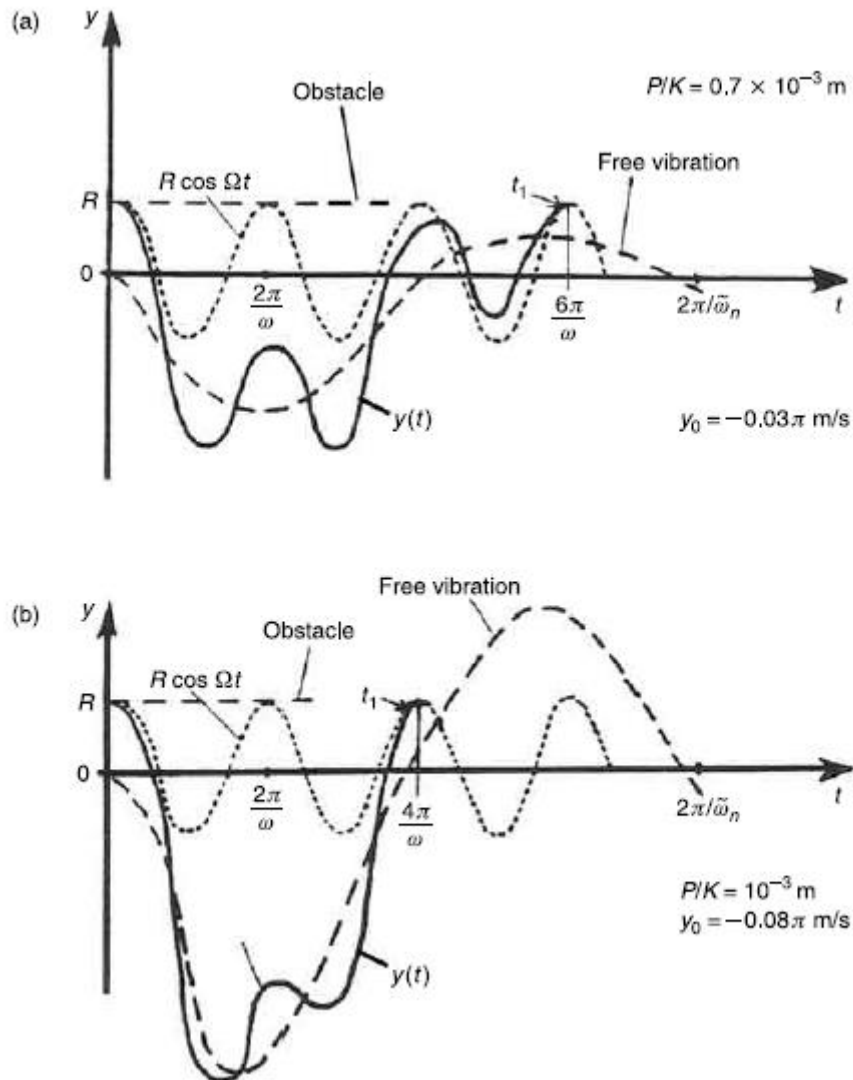 (a)
y
P/K = 0.7 × 10⁻³ m
Obstacle
Free vibration
R cos Ωt
t₁
R
0
2π/ω
6π/ω
2π/ω̃ₙ
t
y(t)
y₀ = −0.03π m/s
(b)
y
Free vibration
Obstacle
R cos Ωt
t₁
R
0
2π/ω
4π/ω
2π/ω̃ₙ
t
P/K = 10⁻³ m
y₀ = −0.08π m/s
y(t)